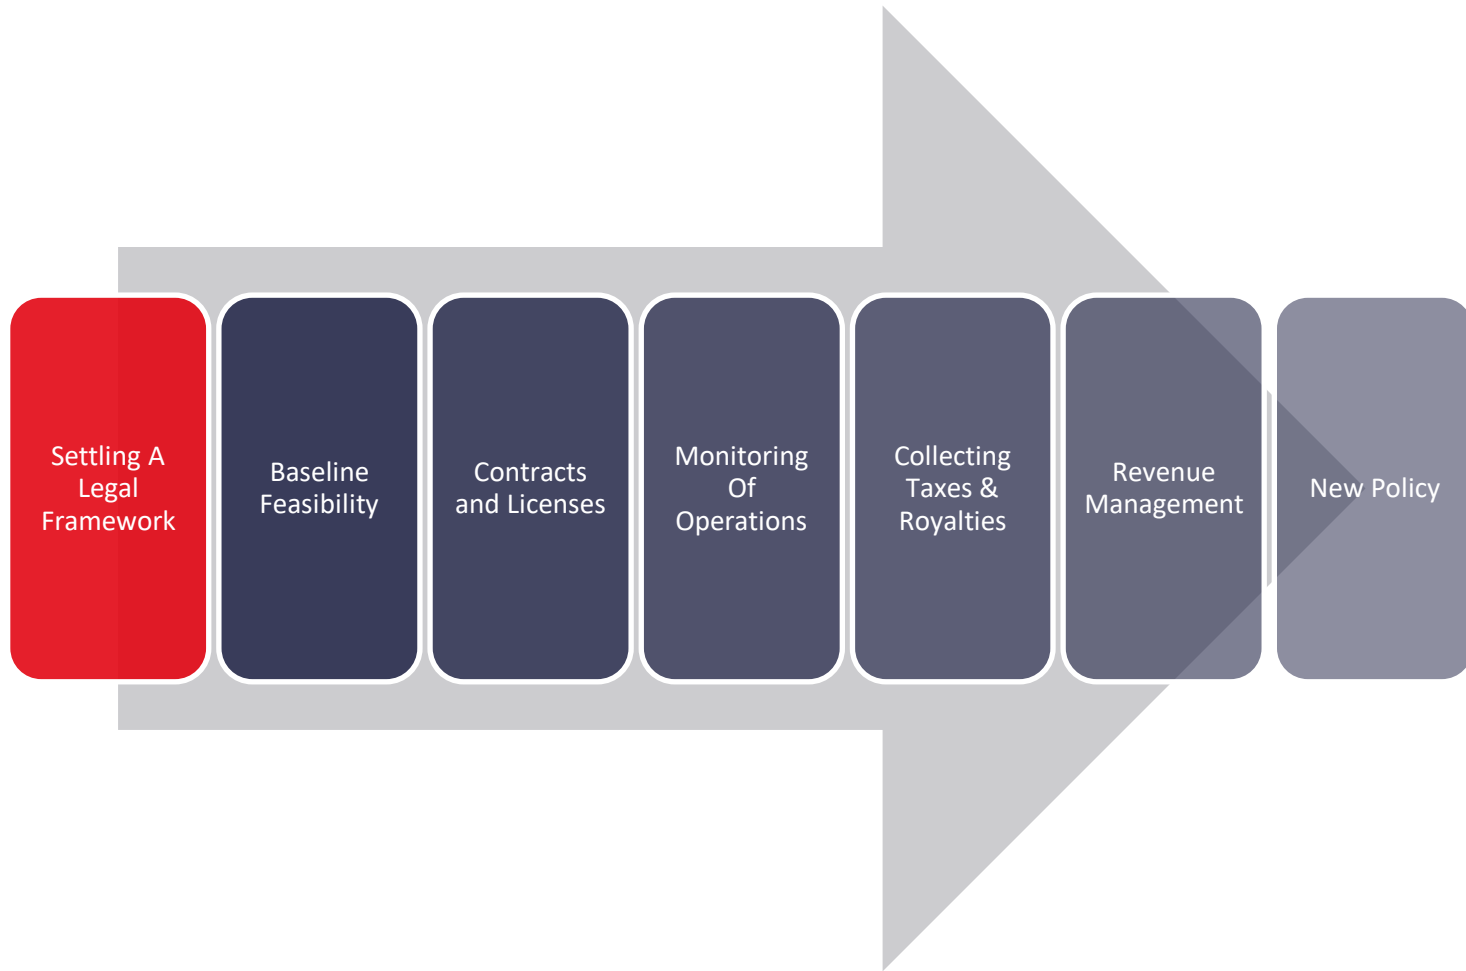 Settling A
Legal
Framework
Baseline
Feasibility
Contracts
and Licenses
Monitoring
Of
Operations
Collecting
Taxes &
Royalties
Revenue
Management
New Policy